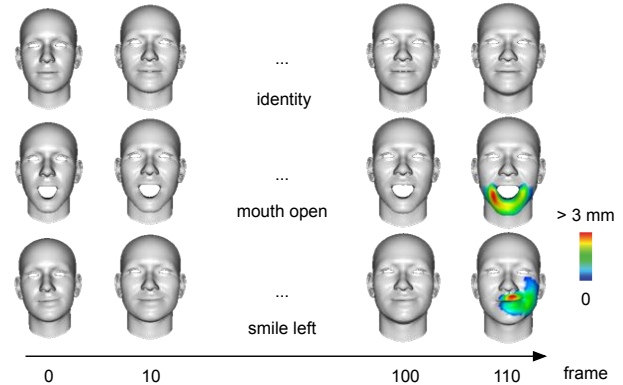 ...
identity
...
mouth open
> 3 mm
0
...
smile left
0 10 100 110 frame